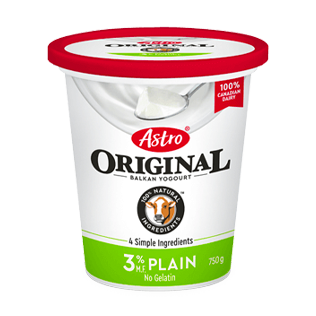 100%
CANADIAN
DAIRY
Astro
ORIGINAL
BALKAN YOGOURT
100% NATURAL
INGREDIENTS
4 Simple Ingredients
3% M.F. PLAIN
750 g
No Gelatin